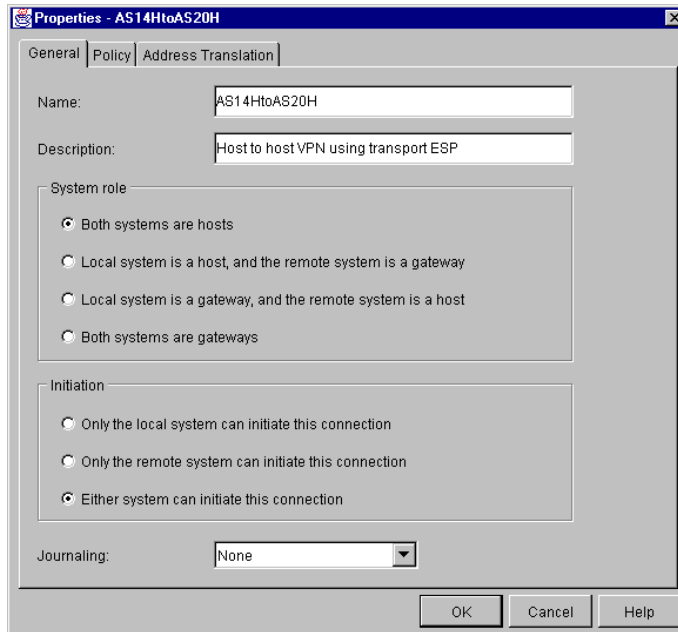 Properties - AS14HtoAS20H
General Policy Address Translation
Name: AS14HtoAS20H
Description: Host to host VPN using transport ESP
System role
Both systems are hosts
Local system is a host, and the remote system is a gateway
Local system is a gateway, and the remote system is a host
Both systems are gateways
Initiation
Only the local system can initiate this connection
Only the remote system can initiate this connection
Either system can initiate this connection
Journaling: None
OK Cancel Help